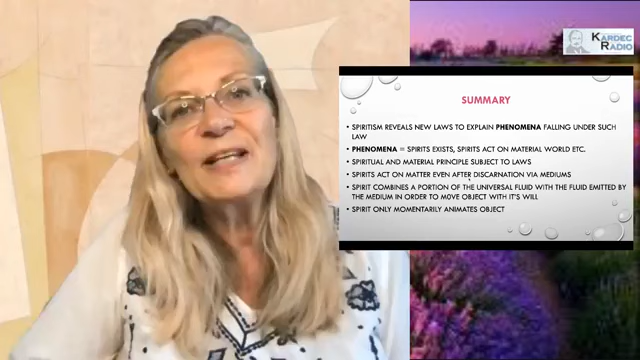 KARDEC
RADIO
SUMMARY
• SPIRITISM REVEALS NEW LAWS TO EXPLAIN PHENOMENA FALLING UNDER SUCH
LAW
• PHENOMENA = SPIRITS EXISTS, SPIRITS ACT ON MATERIAL WORLD ETC.
• SPIRITUAL AND MATERIAL PRINCIPLE SUBJECT TO LAWS
• SPIRITS ACT ON MATTER EVEN AFTER DISCARNATION VIA MEDIUMS
• SPIRIT COMBINES A PORTION OF THE UNIVERSAL FLUID WITH THE FLUID EMITTED BY
THE MEDIUM IN ORDER TO MOVE OBJECT WITH IT'S WILL
• SPIRIT ONLY MOMENTARILY ANIMATES OBJECT